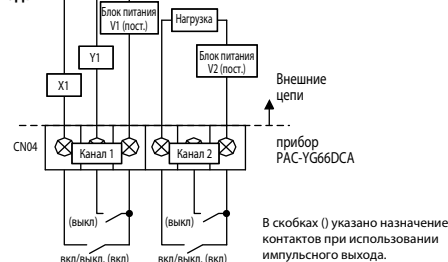 Блок питания
V1 (пост.)
Нагрузка
Y1
Блок питания
V2 (пост.)
X1
Внешние
цепи
CN04
Канал 1
Канал 2
прибор
PAC-YG66DCA
(выкл)
(выкл)
В скобках () указано назначение
контактов при использовании
импульсного выхода.
вкл/выкл, (вкл)
вкл/выкл, (вкл)